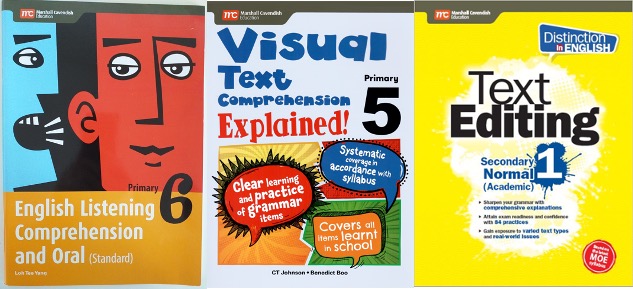 mc Marshall Cavendish
Education
Primary 6
English Listening
Comprehension
and Oral (Standard)
mc Marshall Cavendish
Education
Visual
Text
Primary
Comprehension
5
Explained!
Systematic
coverage in
accordance with
syllabus
Clear learning
and practice
of grammar
items
Covers all
items learnt
in school
CT Johnson • Benedict Boo
mc Marshall Cavendish
Education
Distinction
in ENGLISH
Text
Editing
Secondary
Normal 1
(Academic)
• Sharpen your grammar with
comprehensive explanations
• Attain exam readiness and confidence
with 64 practices
• Gain exposure to varied text types
and real-world issues
MOE
syllabus